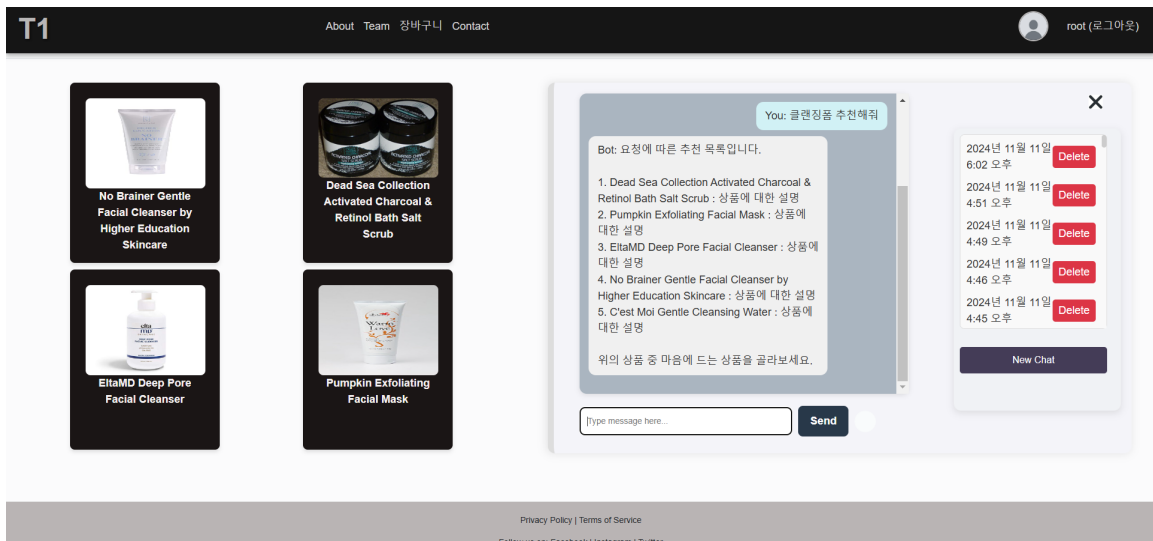 T1
About Team 장바구니 Contact
root (로그아웃)
No Brainer Gentle
Facial Cleanser by
Higher Education
Skincare
Dead Sea Collection
Activated Charcoal &
Retinol Bath Salt
Scrub
EltaMD Deep Pore
Facial Cleanser
Pumpkin Exfoliating
Facial Mask
elta
MD
Warm
Love
You: 클랜징폼 추천해줘
Bot: 요청에 따른 추천 목록입니다.
1. Dead Sea Collection Activated Charcoal &
Retinol Bath Salt Scrub : 상품에 대한 설명
2. Pumpkin Exfoliating Facial Mask : 상품에
대한 설명
3. EltaMD Deep Pore Facial Cleanser : 상품에
대한 설명
4. No Brainer Gentle Facial Cleanser by
Higher Education Skincare : 상품에 대한 설명
5. C'est Moi Gentle Cleansing Water : 상품에
대한 설명
위의 상품 중 마음에 드는 상품을 골라보세요.
Type message here...
Send
2024년 11월 11일
6:02 오후
Delete
2024년 11월 11일
4:51 오후
Delete
2024년 11월 11일
4:49 오후
Delete
2024년 11월 11일
4:46 오후
Delete
2024년 11월 11일
4:45 오후
Delete
New Chat
Privacy Policy | Terms of Service
Follow us on: Facebook | Instagram | Twitter